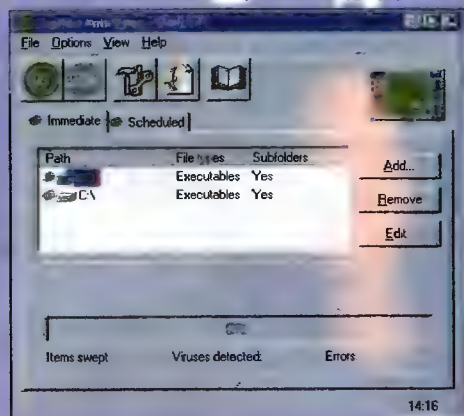 File Options View Help
Immediate Scheduled
Path File types Subfolders
Executables Yes
C:\ Executables Yes
Add...
Remove
Edit
Items swept Viruses detected: Errors
14:16